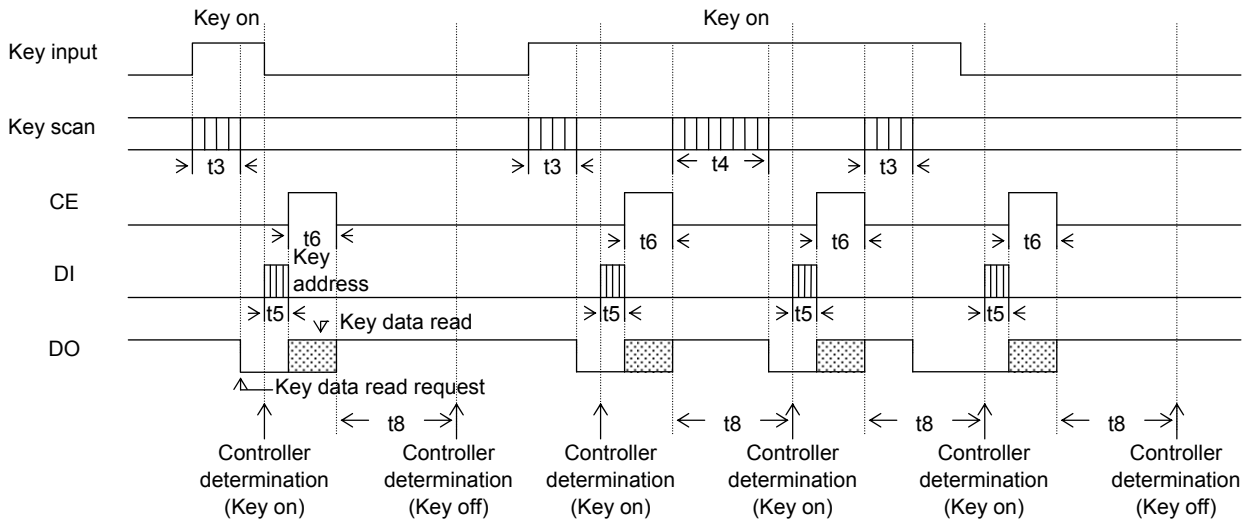 Key on
Key on
Key input
Key scan
t3
t3
t4
t3
CE
t6
t6
t6
t6
DI
Key
address
t5
t5
t5
t5
Key data read
DO
Key data read request
t8
t8
t8
t8
Controller
determination
(Key on)
Controller
determination
(Key off)
Controller
determination
(Key on)
Controller
determination
(Key on)
Controller
determination
(Key on)
Controller
determination
(Key off)